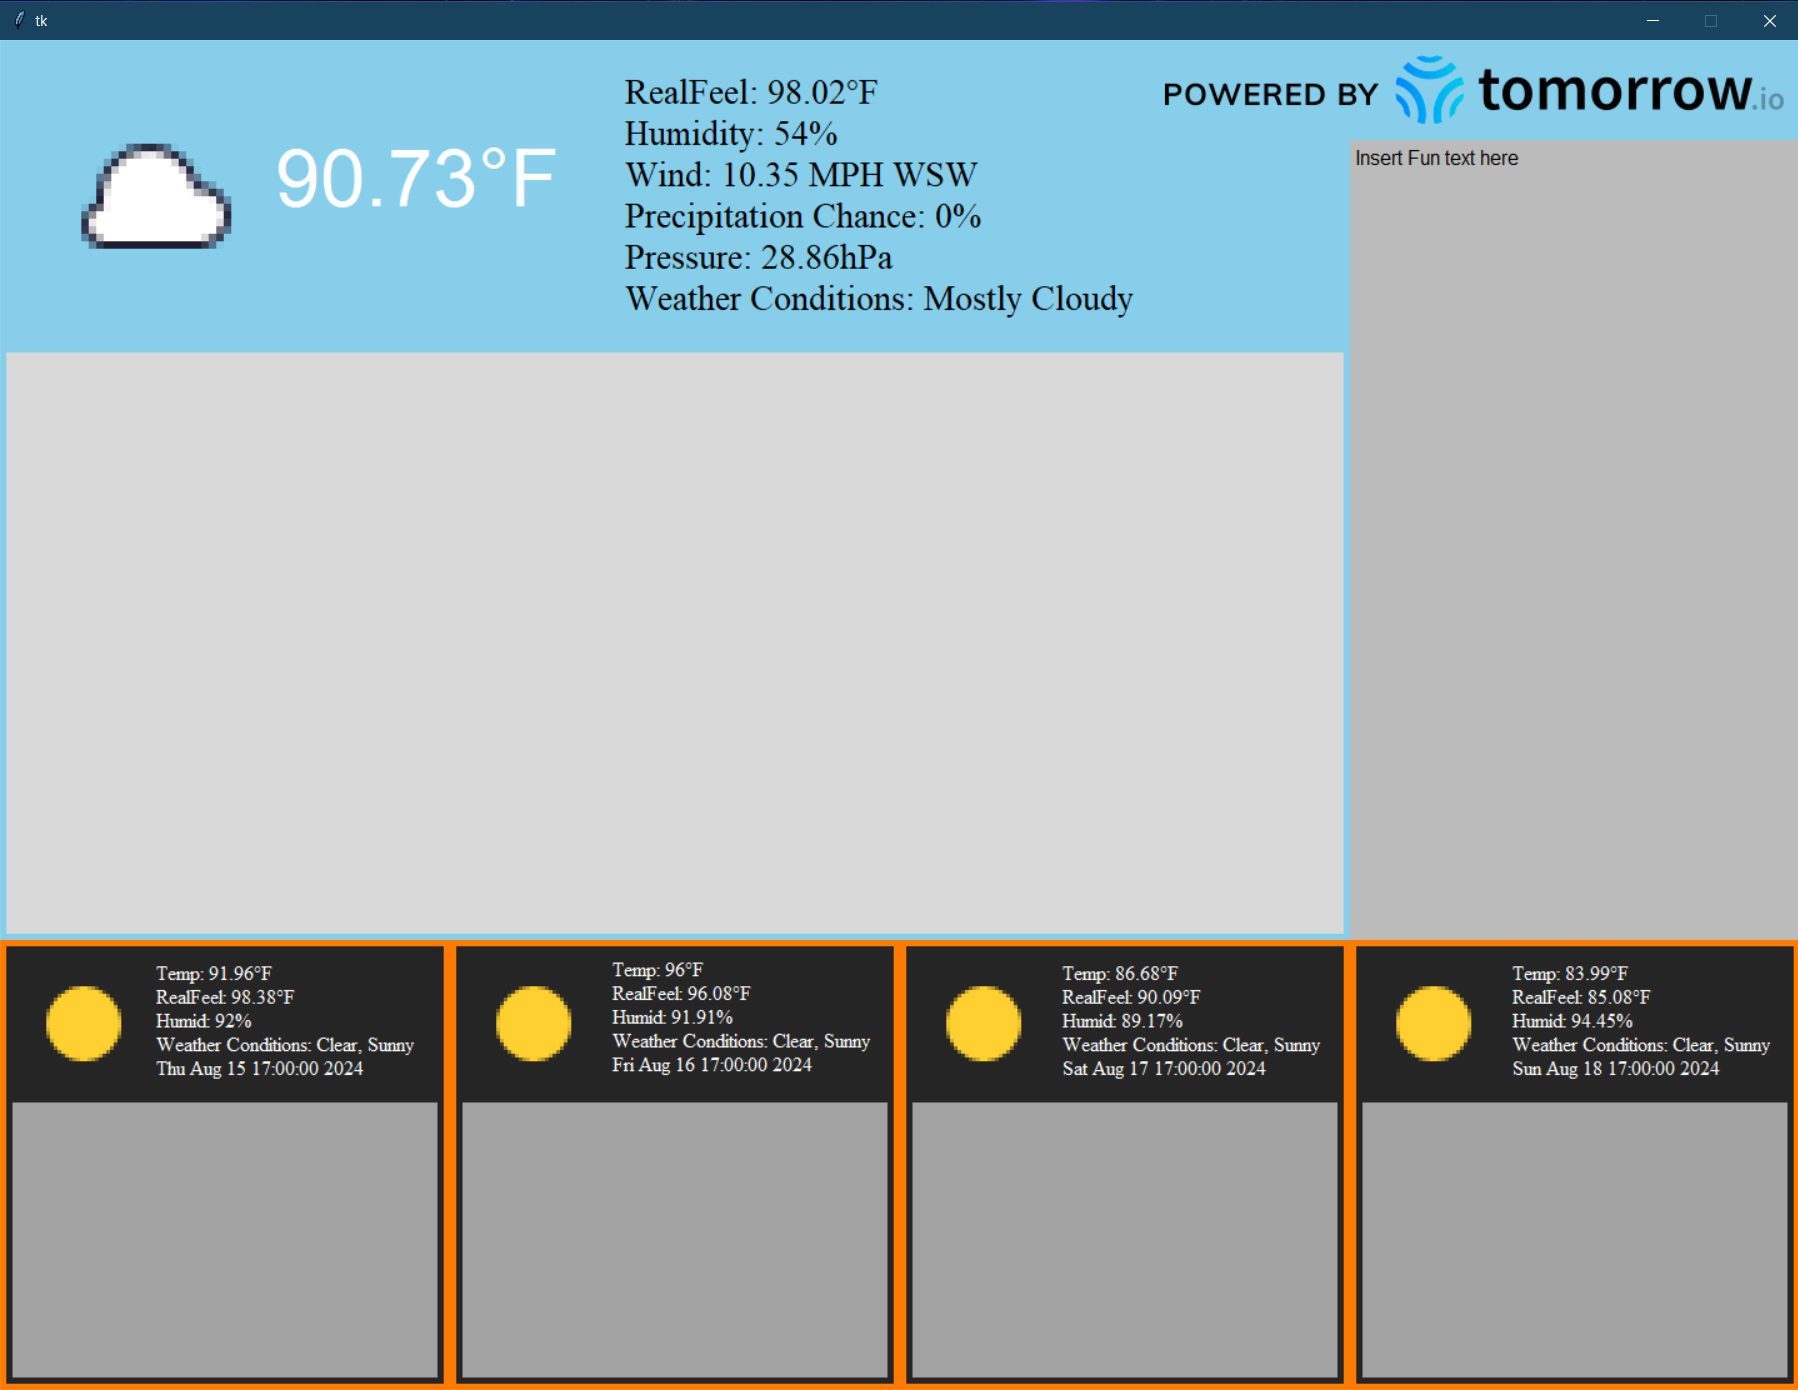 tk
90.73°F
RealFeel: 98.02°F
Humidity: 54%
Wind: 10.35 MPH WSW
Precipitation Chance: 0%
Pressure: 28.86hPa
Weather Conditions: Mostly Cloudy
POWERED BY tomorrow.io
Insert Fun text here
Temp: 91.96°F
RealFeel: 98.38°F
Humid: 92%
Weather Conditions: Clear, Sunny
Thu Aug 15 17:00:00 2024
Temp: 96°F
RealFeel: 96.08°F
Humid: 91.91%
Weather Conditions: Clear, Sunny
Fri Aug 16 17:00:00 2024
Temp: 86.68°F
RealFeel: 90.09°F
Humid: 89.17%
Weather Conditions: Clear, Sunny
Sat Aug 17 17:00:00 2024
Temp: 83.99°F
RealFeel: 85.08°F
Humid: 94.45%
Weather Conditions: Clear, Sunny
Sun Aug 18 17:00:00 2024